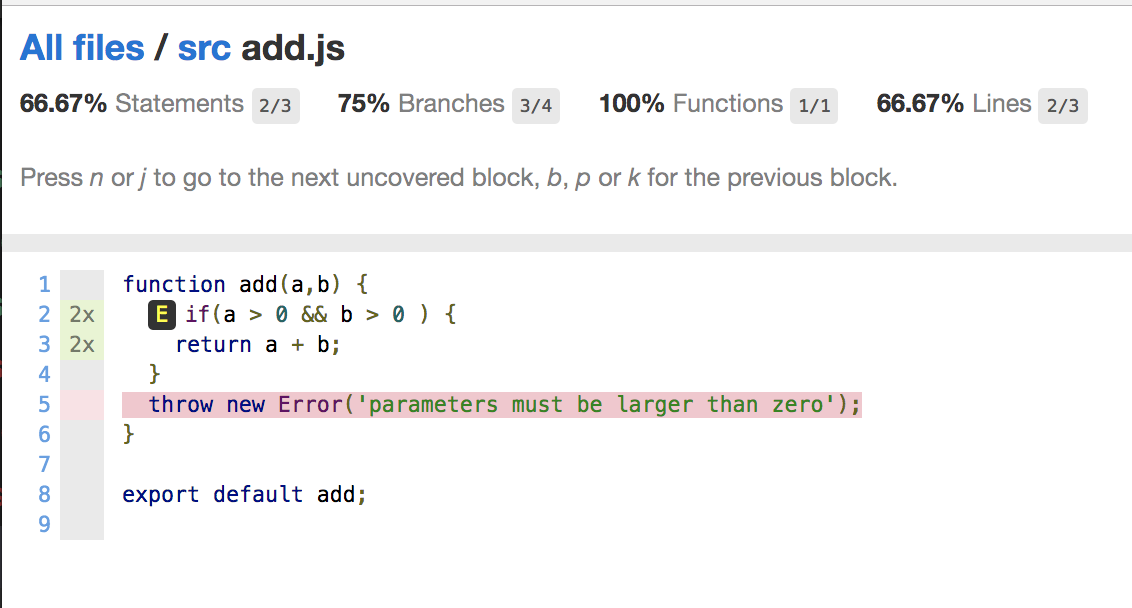 All files / src add.js
66.67% Statements 2/3 75% Branches 3/4 100% Functions 1/1 66.67% Lines 2/3
Press n or j to go to the next uncovered block, b, p or k for the previous block.
1 function add(a,b) {
2 2x E if(a > 0 && b > 0 ) {
3 2x return a + b;
4 }
5 throw new Error('parameters must be larger than zero');
6 }
7
8 export default add;
9